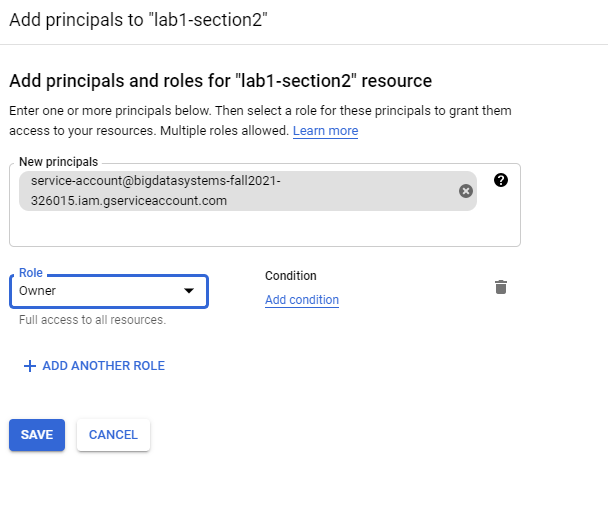 Add principals to "lab1-section2"
Add principals and roles for "lab1-section2" resource
Enter one or more principals below. Then select a role for these principals to grant them
access to your resources. Multiple roles allowed. Learn more
New principals
service-account@bigdatasystems-fall2021-
326015.iam.gserviceaccount.com
?
Role
Owner
Full access to all resources.
Condition
Add condition
+ ADD ANOTHER ROLE
SAVE
CANCEL